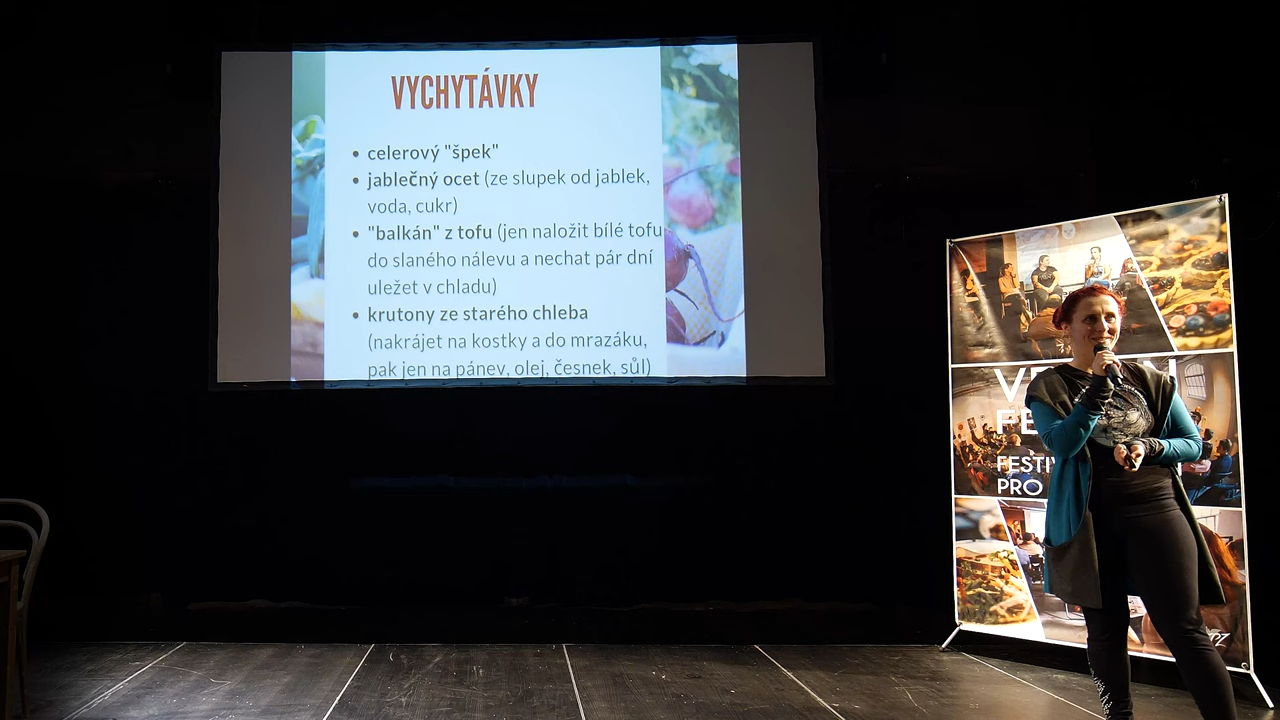 VYCHYTÁVKY
• celerový "špek"
• jablečný ocet (ze slupek od jablek,
voda, cukr)
• "balkán" z tofu (jen naložit bílé tofu
do slaného nálevu a nechat pár dní
uležet v chladu)
• krutony ze starého chleba
(nakrájet na kostky a do mrazáku,
pak jen na pánev, olej, česnek, sůl)
PRO